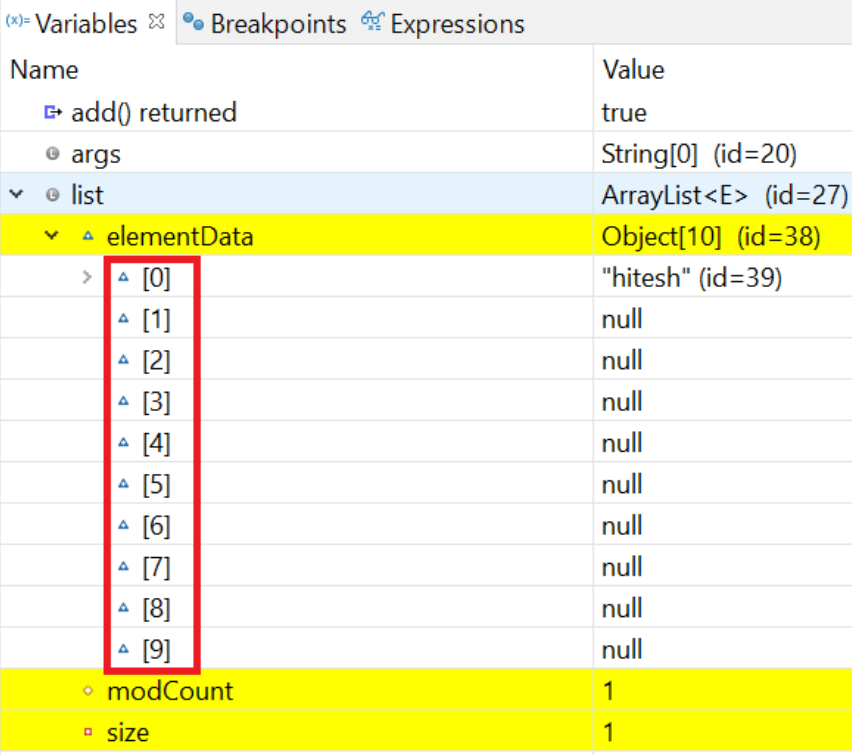 (x)= Variables Breakpoints Expressions
Name Value
add() returned true
args String[0] (id=20)
list ArrayList<E> (id=27)
elementData Object[10] (id=38)
[0] "hitesh" (id=39)
[1] null
[2] null
[3] null
[4] null
[5] null
[6] null
[7] null
[8] null
[9] null
modCount 1
size 1